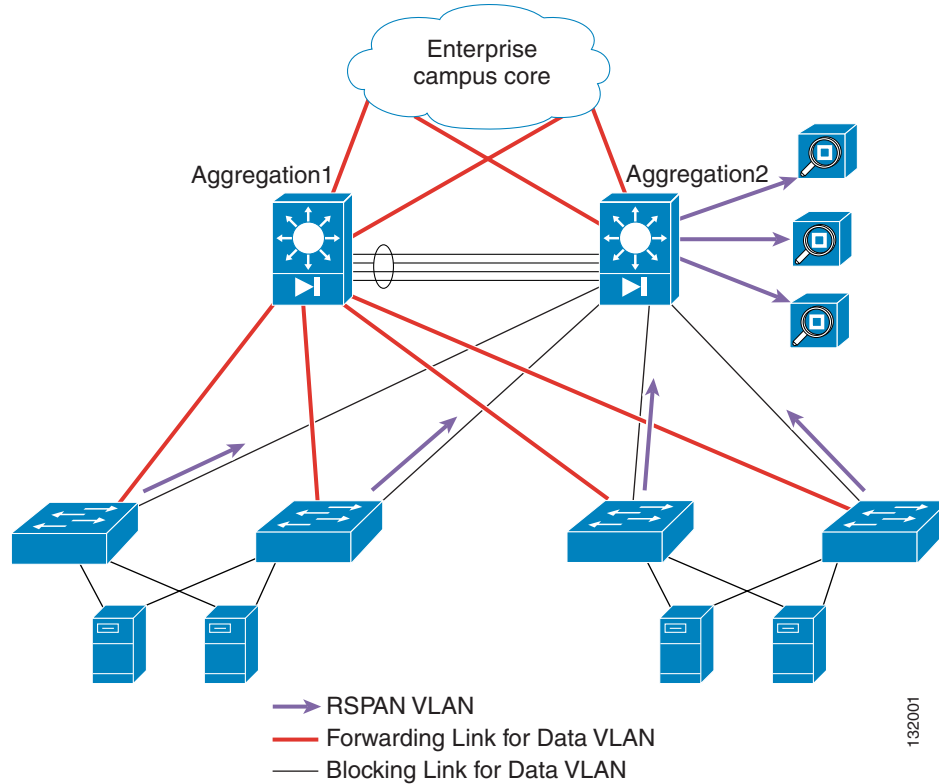 Enterprise
campus core
Aggregation1
Aggregation2
RSPAN VLAN
Forwarding Link for Data VLAN
Blocking Link for Data VLAN
132001